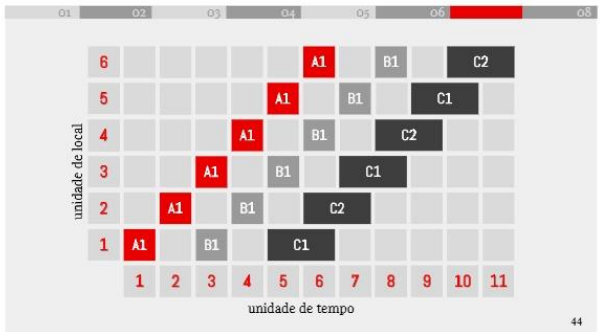 01 02 03 04 05 06 08
6 A1 B1 C2
5 A1 B1 C1
4 A1 B1 C2
3 A1 B1 C1
2 A1 B1 C2
1 A1 B1 C1
unidade de local
1 2 3 4 5 6 7 8 9 10 11
unidade de tempo
44